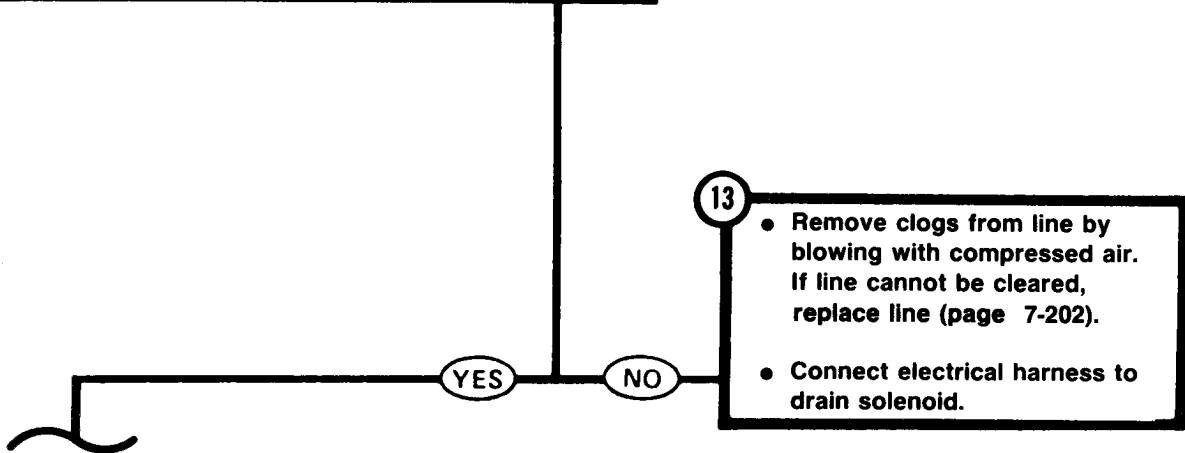 13
• Remove clogs from line by
blowing with compressed air.
If line cannot be cleared,
replace line (page 7-202).
• Connect electrical harness to
drain solenoid.
YES
NO